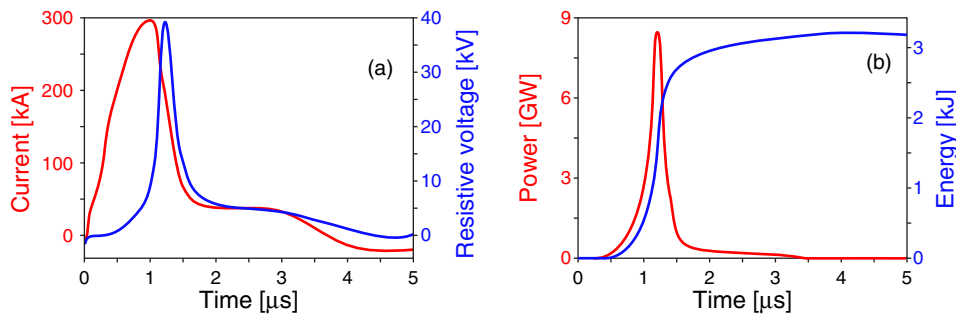 300
200
100
0
Current [kA]
(a)
40
30
20
10
0
Resistive voltage [kV]
0 1 2 3 4 5
Time [μs]
9
6
3
0
Power [GW]
(b)
3
2
1
0
Energy [kJ]
0 1 2 3 4 5
Time [μs]